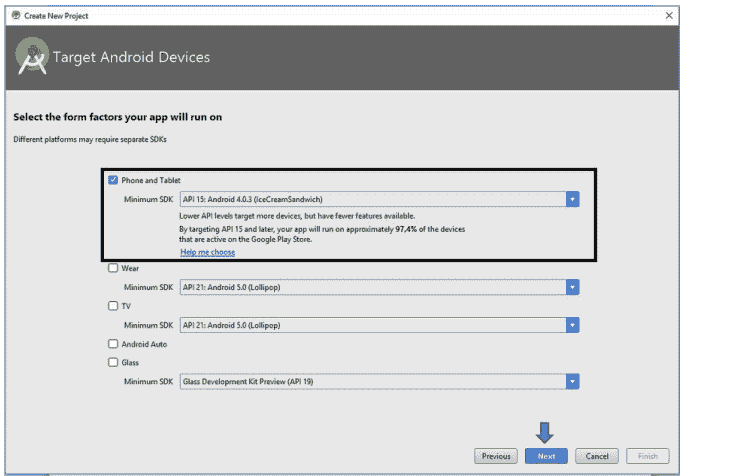 Create New Project
Target Android Devices
Select the form factors your app will run on
Different platforms may require separate SDKs
Phone and Tablet
Minimum SDK API 15: Android 4.0.3 (IceCreamSandwich)
Lower API levels target more devices, but have fewer features available.
By targeting API 15 and later, your app will run on approximately 97,4% of the devices
that are active on the Google Play Store.
Help me choose
Wear
Minimum SDK API 21: Android 5.0 (Lollipop)
TV
Minimum SDK API 21: Android 5.0 (Lollipop)
Android Auto
Glass
Minimum SDK Glass Development Kit Preview (API 19)
Previous Next Cancel Finish